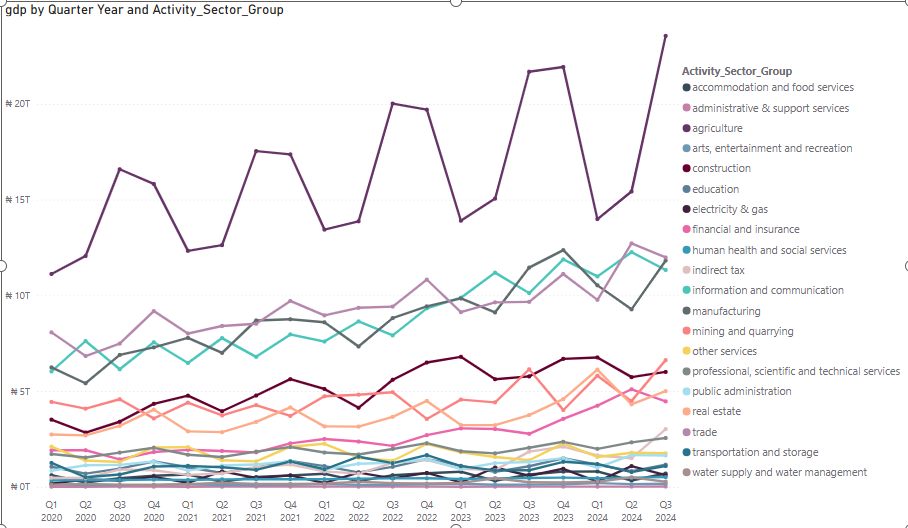 gdp by Quarter Year and Activity_Sector_Group
₦ 20T
₦ 15T
₦ 10T
₦ 5T
₦ 0T
Q1 Q2 Q3 Q4 Q1 Q2 Q3 Q4 Q1 Q2 Q3 Q4 Q1 Q2 Q3 Q4 Q1 Q2 Q3
2020 2020 2020 2020 2021 2021 2021 2021 2022 2022 2022 2022 2023 2023 2023 2023 2024 2024 2024
Activity_Sector_Group
accommodation and food services
administrative & support services
agriculture
arts, entertainment and recreation
construction
education
electricity & gas
financial and insurance
human health and social services
indirect tax
information and communication
manufacturing
mining and quarrying
other services
professional, scientific and technical services
public administration
real estate
trade
transportation and storage
water supply and water management